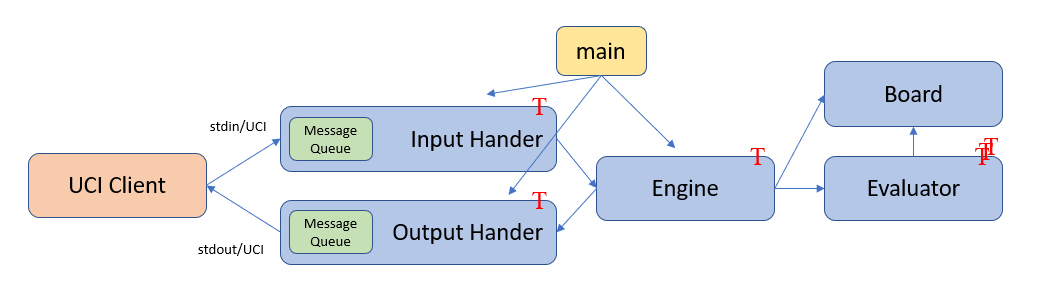 main
T
Message
Queue
Input Hander
stdin/UCI
UCI Client
T
Message
Queue
Output Hander
stdout/UCI
T
Engine
Board
T
T
T
Evaluator